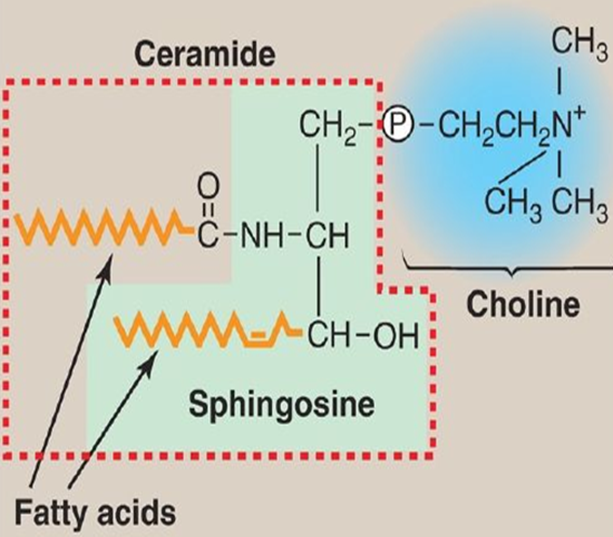 Ceramide
CH3
CH2-P-CH2CH2N+
CH3 CH3
O
C-NH-CH
Choline
CH-OH
Sphingosine
Fatty acids